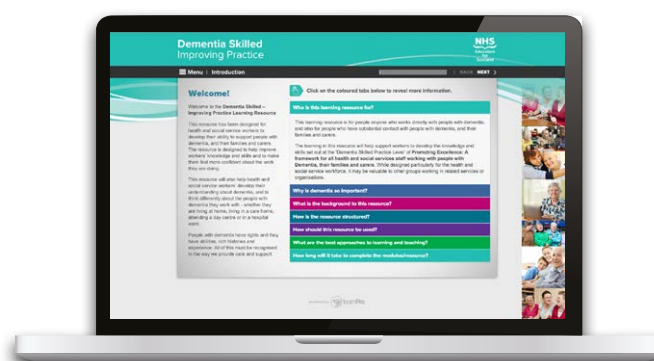 Dementia Skilled
Improving Practice
NHS
Education
for
Scotland
Menu | Introduction
BACK NEXT
Welcome!
Welcome to the Dementia Skilled –
Improving Practice Learning Resource
This resource has been designed for
health and social service workers to
develop their ability to support people with
dementia, and their families and carers.
The resource is designed to help improve
workers' knowledge and skills and to make
them feel more confident about the work
they are doing.
This resource will also help health and
social service workers' develop their
understanding about dementia, and to
think differently about the people with
dementia they work with - whether they
are living at home, living in a care home,
attending a day centre or in a hospital
ward.
People with dementia have rights and they
have abilities, rich histories and
experience. All of this must be recognised
in the way we provide care and support
Click on the coloured tabs below to reveal more information.
Who is this learning resource for?
This learning resource is for people anyone who works directly with people with dementia,
and also for people who have substantial contact with people with dementia, and their
families and carers.
The learning in this resource will help support workers to develop the knowledge and
skills set out at the 'Dementia Skilled Practice Level' of Promoting Excellence: A
framework for all health and social services staff working with people with
Dementia, their families and carers. While designed particularly for the health and
social service workforce, it may be valuable to other groups working in related services or
organisations.
Why is dementia so important?
What is the background to this resource?
How is the resource structured?
How should this resource be used?
What are the best approaches to learning and teaching?
How long will it take to complete the modules/resource?
learnPro